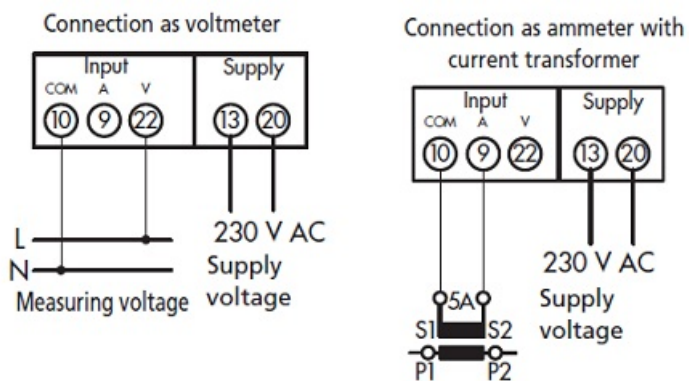 Connection as voltmeter
Input
Supply
COM A V
10 9 22 13 20
L
N
230 V AC
Measuring voltage
Supply
voltage
Connection as ammeter with
current transformer
Input
Supply
COM A V
10 9 22 13 20
230 V AC
5A
S1 S2
P1 P2
Supply
voltage